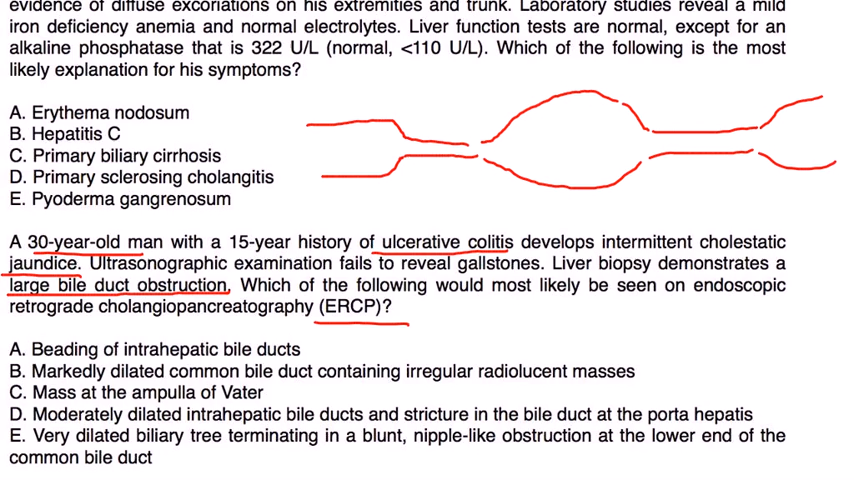 evidence of diffuse excoriations on his extremities and trunk. Laboratory studies reveal a mild
iron deficiency anemia and normal electrolytes. Liver function tests are normal, except for an
alkaline phosphatase that is 322 U/L (normal, <110 U/L). Which of the following is the most
likely explanation for his symptoms?
A. Erythema nodosum
B. Hepatitis C
C. Primary biliary cirrhosis
D. Primary sclerosing cholangitis
E. Pyoderma gangrenosum
A 30-year-old man with a 15-year history of ulcerative colitis develops intermittent cholestatic
jaundice. Ultrasonographic examination fails to reveal gallstones. Liver biopsy demonstrates a
large bile duct obstruction. Which of the following would most likely be seen on endoscopic
retrograde cholangiopancreatography (ERCP)?
A. Beading of intrahepatic bile ducts
B. Markedly dilated common bile duct containing irregular radiolucent masses
C. Mass at the ampulla of Vater
D. Moderately dilated intrahepatic bile ducts and stricture in the bile duct at the porta hepatis
E. Very dilated biliary tree terminating in a blunt, nipple-like obstruction at the lower end of the
common bile duct